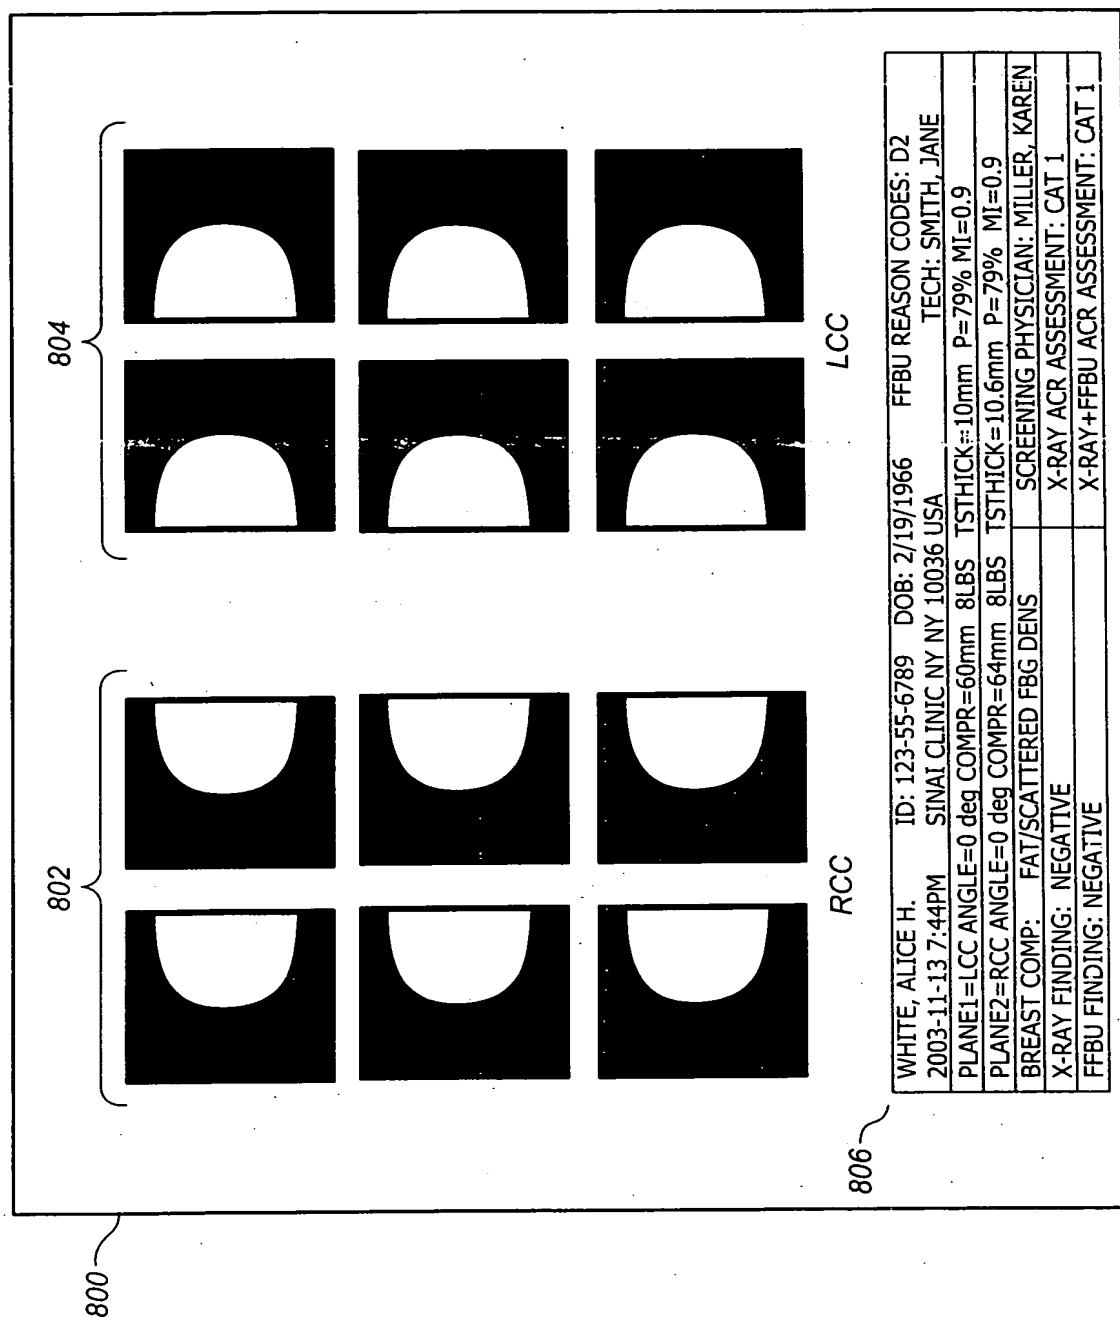 800
802
804
RCC
LCC
806
WHITE, ALICE H. ID: 123-55-6789 DOB: 2/19/1966 FFBU REASON CODES: D2
2003-11-13 7:44PM SINAI CLINIC NY NY 10036 USA TECH: SMITH, JANE
PLANE1=LCC ANGLE=0 deg COMPR=60mm 8LBS TSTHICK=10mm P=79% MI=0.9
PLANE2=RCC ANGLE=0 deg COMPR=64mm 8LBS TSTHICK=10.6mm P=79% MI=0.9
BREAST COMP: FAT/SCATTERED FBG DENS SCREENING PHYSICIAN: MILLER, KAREN
X-RAY FINDING: NEGATIVE X-RAY ACR ASSESSMENT: CAT 1
FFBU FINDING: NEGATIVE X-RAY+FFBU ACR ASSESSMENT: CAT 1